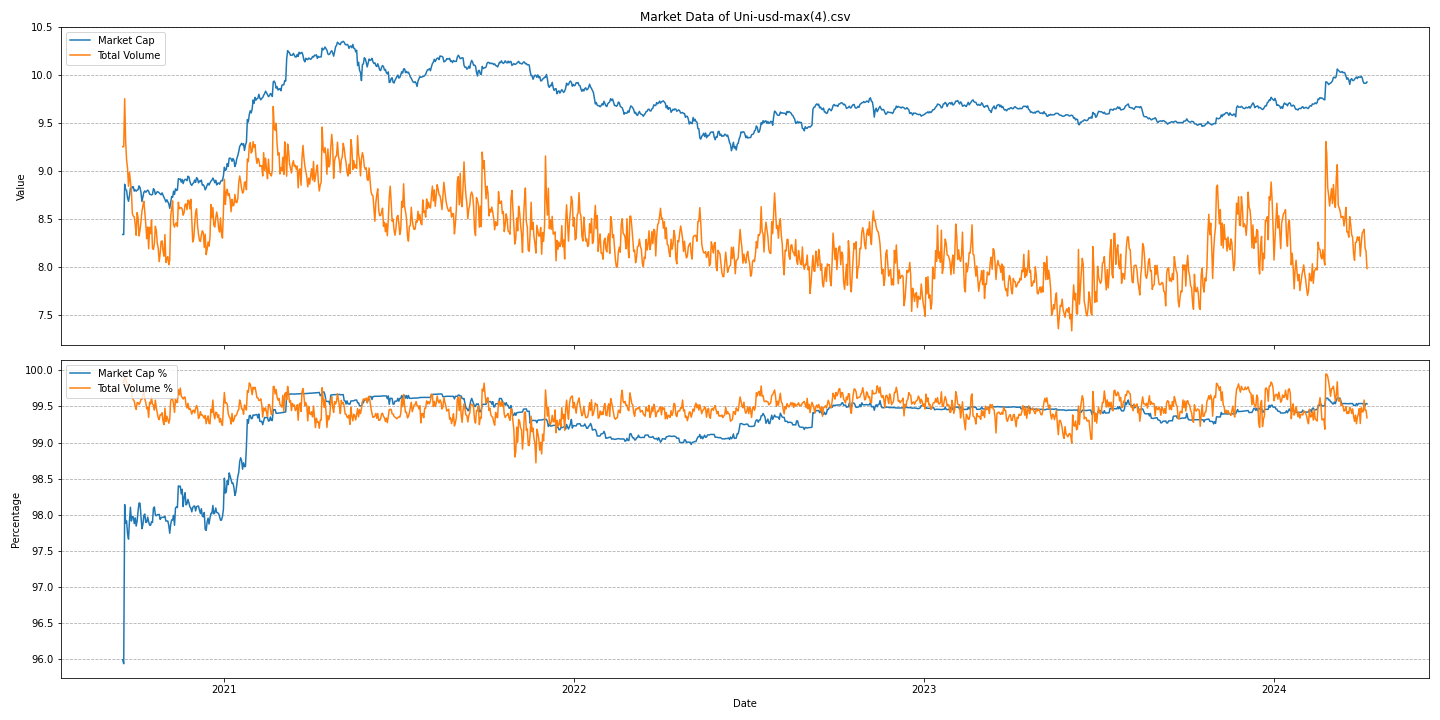 Market Data of Uni-usd-max(4).csv
Market Cap
Total Volume
Value
10.5
10.0
9.5
9.0
8.5
8.0
7.5
Market Cap %
Total Volume %
Percentage
100.0
99.5
99.0
98.5
98.0
97.5
97.0
96.5
96.0
2021
2022
2023
2024
Date